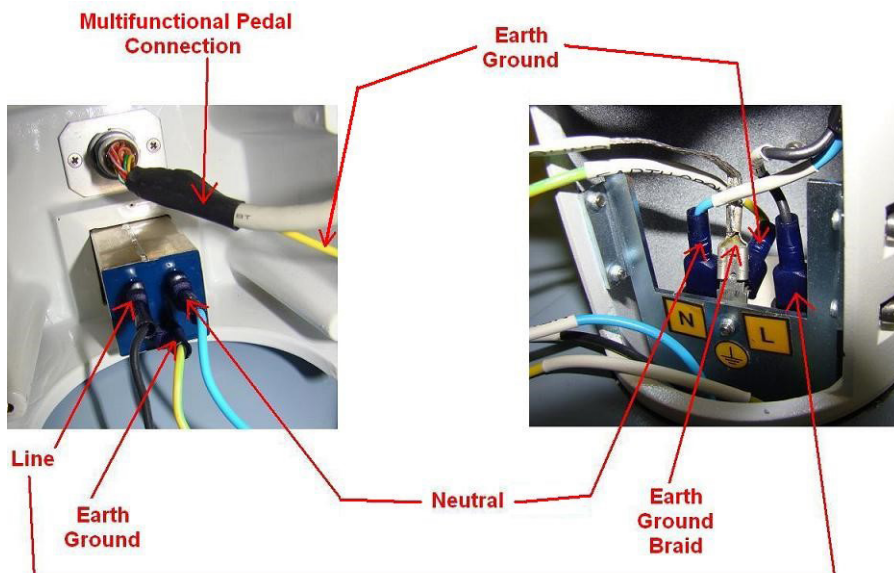 Multifunctional Pedal
Connection
Earth
Ground
N
L
Line
Earth
Ground
Neutral
Earth
Ground
Braid